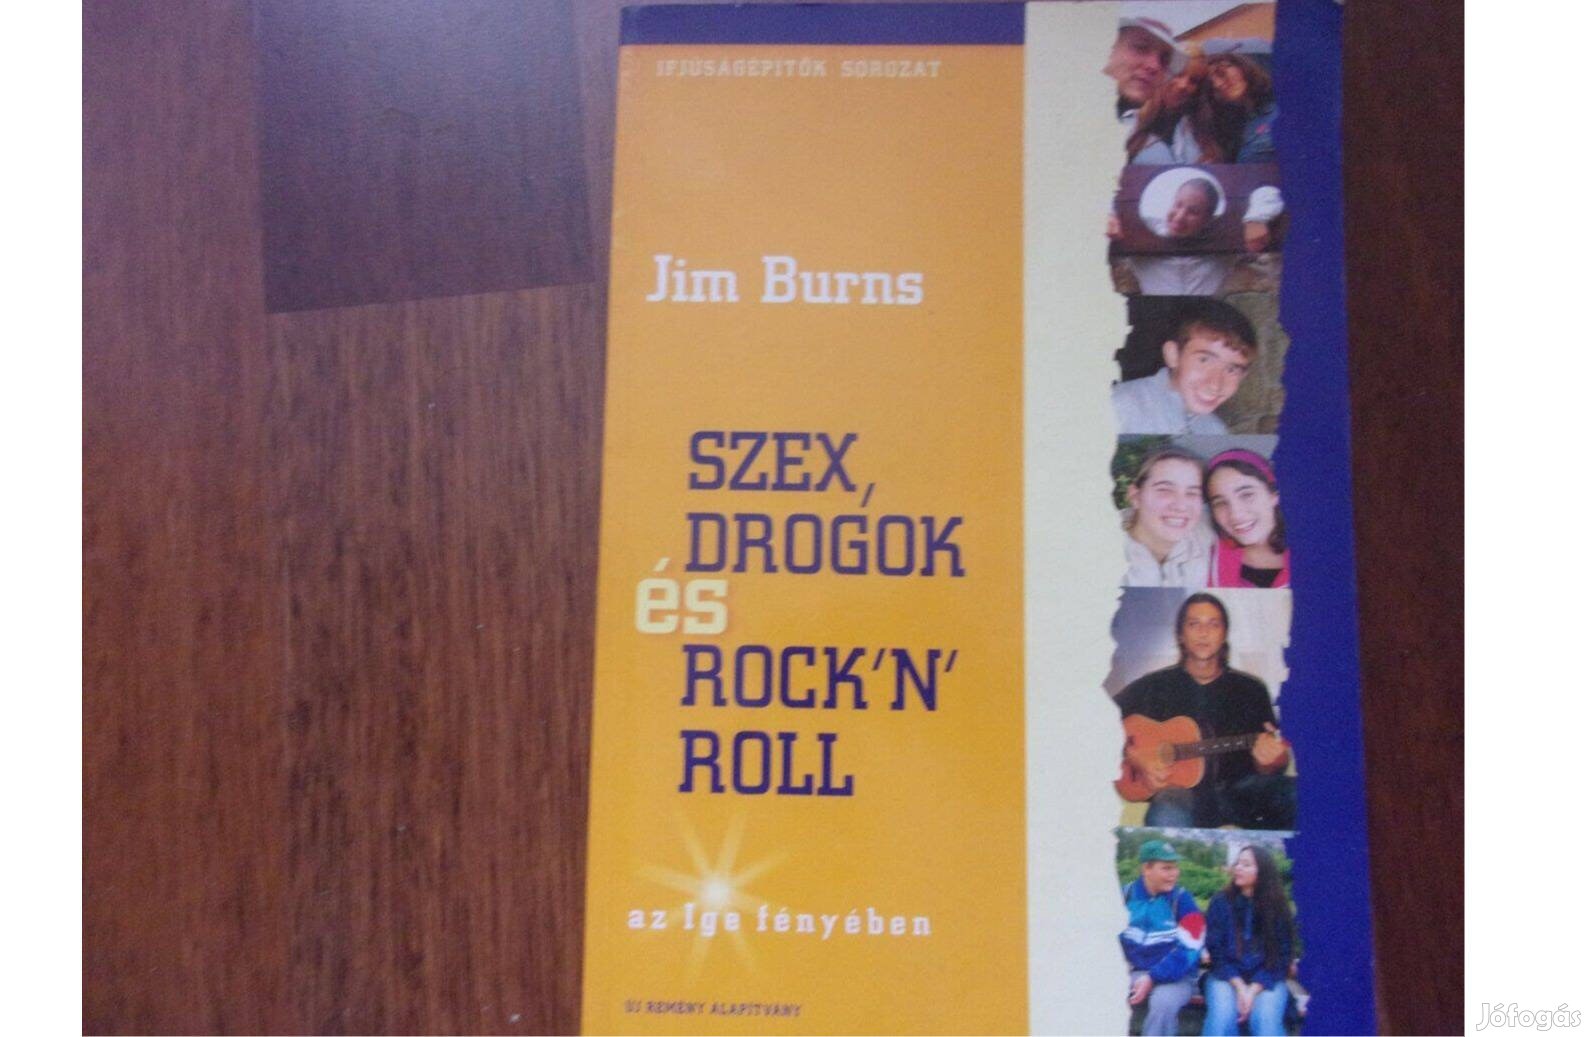 IFJÚSÁGÉPÍTŐK SOROZAT
Jim Burns
SZEX,
DROGOK
és
ROCK'N'
ROLL
az Ige fényében
ÚJ REMÉNY ALAPÍTVÁNY
Jófogás